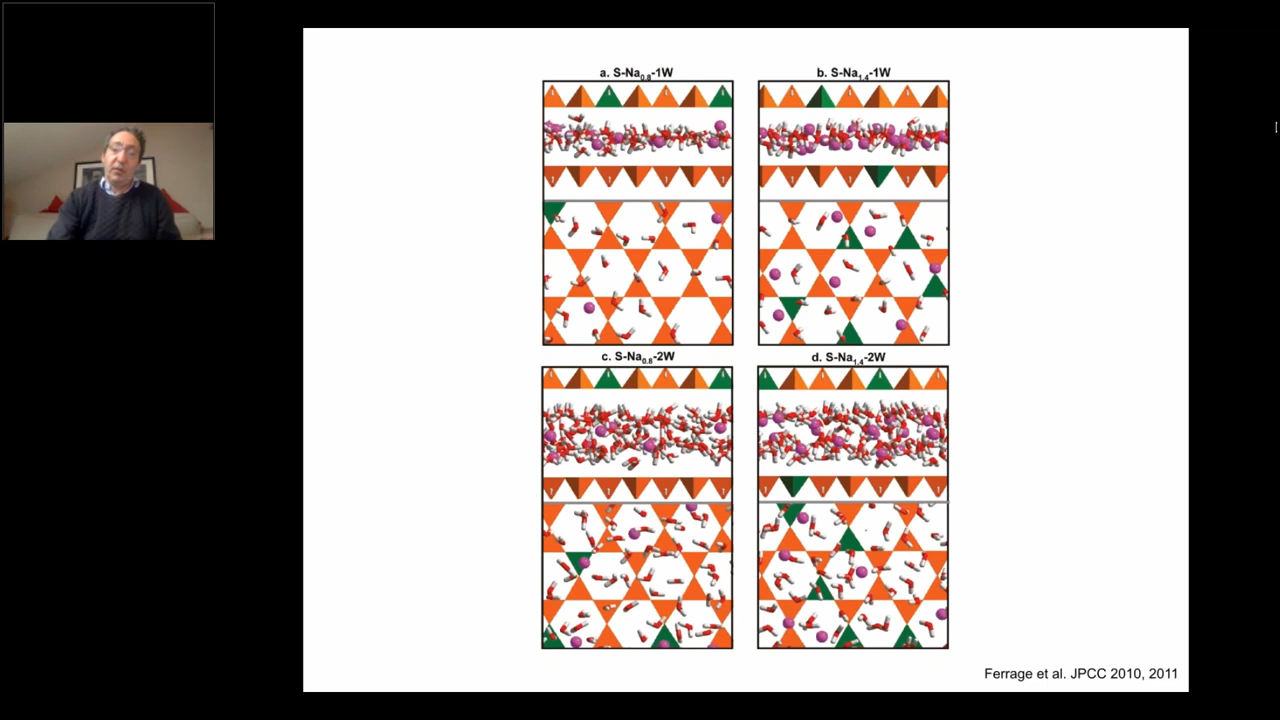 a. S-Na0.8-1W
b. S-Na1.4-1W
c. S-Na0.8-2W
d. S-Na1.4-2W
Ferrage et al. JPCC 2010, 2011